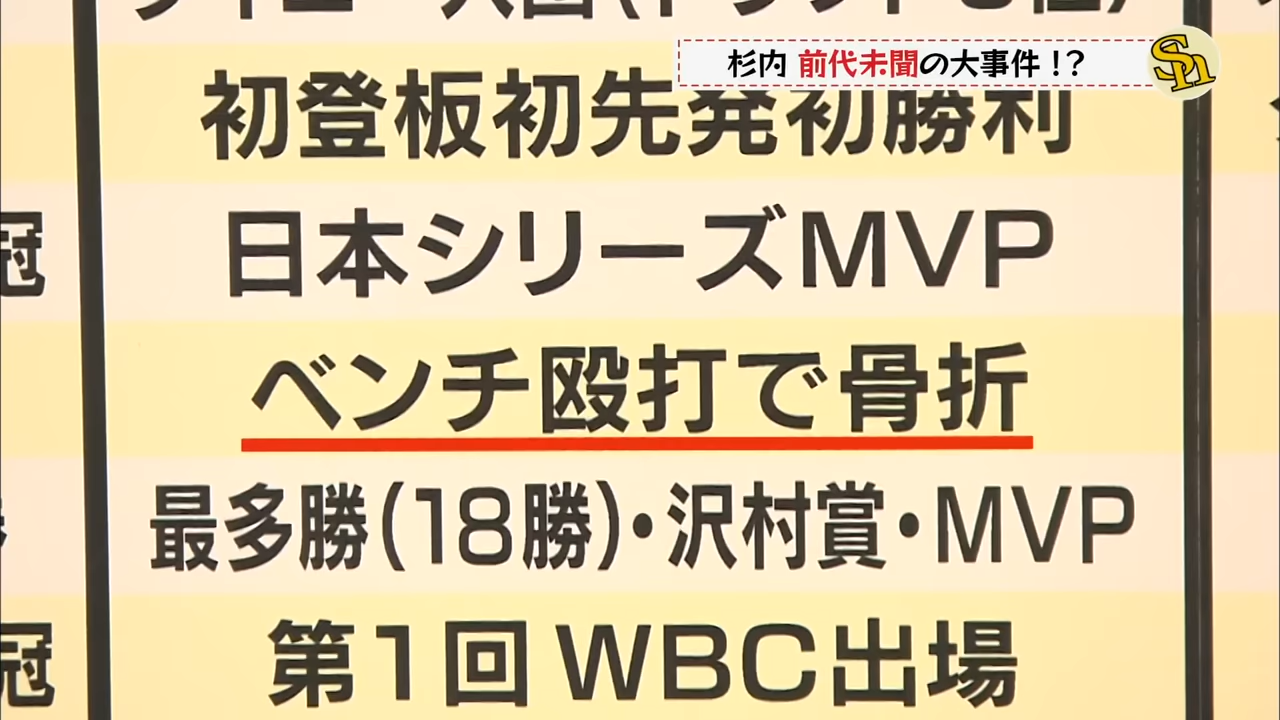 杉内 前代未聞の大事件!?
初登板初先発初勝利
日本シリーズMVP
冠
ベンチ殴打で骨折
最多勝(18勝)・沢村賞・MVP
第1回 WBC出場
冠